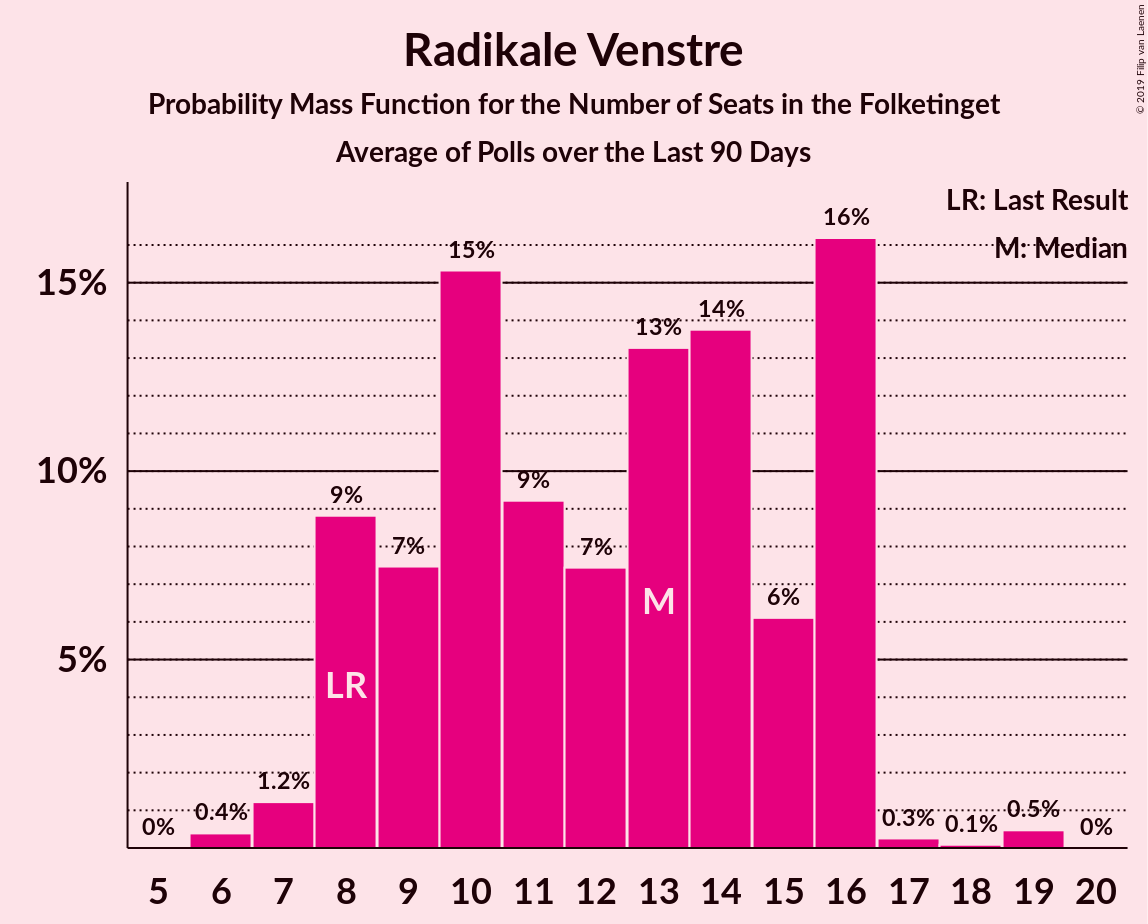 Radikale Venstre
Probability Mass Function for the Number of Seats in the Folketinget
Average of Polls over the Last 90 Days
© 2019 Filip van Laenen
LR: Last Result
M: Median
15%
10%
5%
0%
0.4%
1.2%
9%
7%
15%
9%
7%
13%
14%
6%
16%
0.3%
0.1%
0.5%
0%
LR
M
5 6 7 8 9 10 11 12 13 14 15 16 17 18 19 20